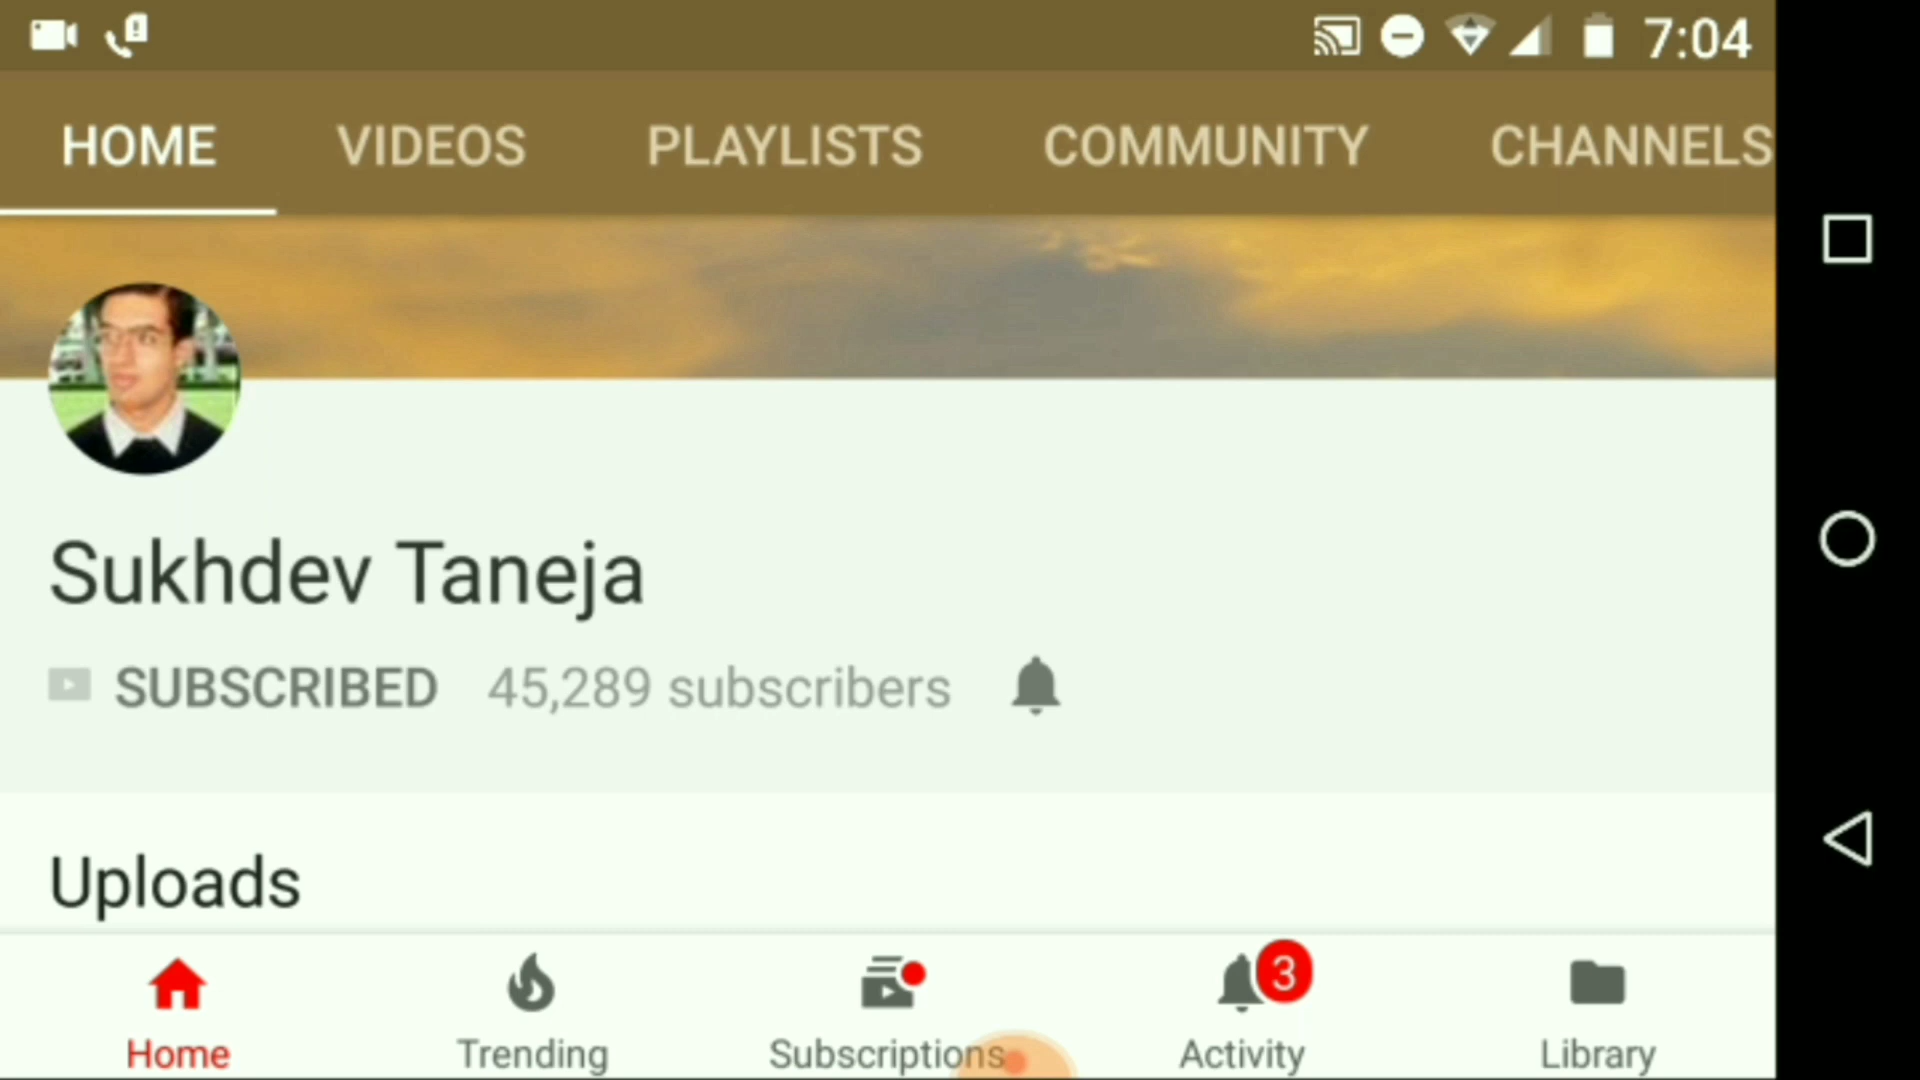 7:04
HOME VIDEOS PLAYLISTS COMMUNITY CHANNELS
Sukhdev Taneja
SUBSCRIBED 45,289 subscribers
Uploads
3
Home Trending Subscriptions Activity Library